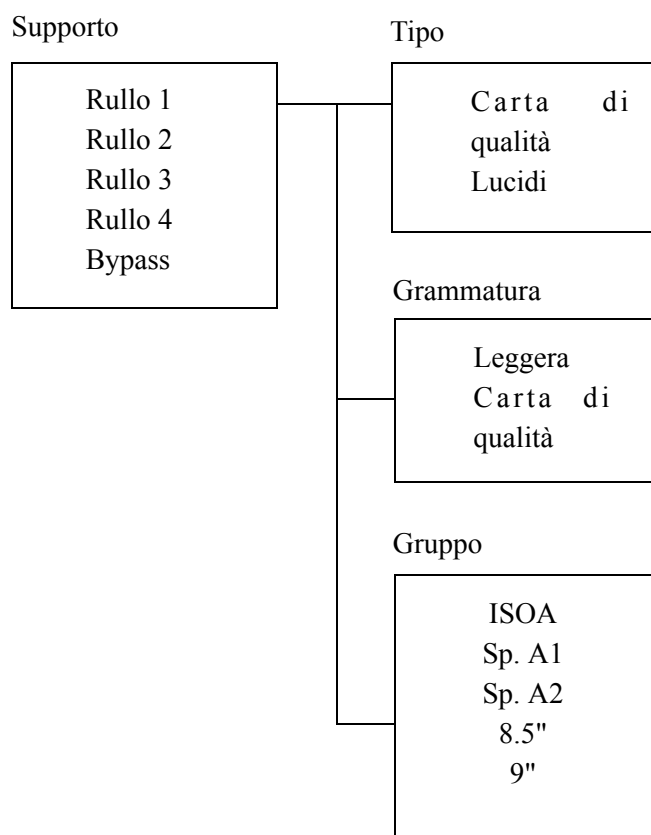 Supporto
Rullo 1
Rullo 2
Rullo 3
Rullo 4
Bypass
Tipo
Carta di
qualità
Lucidi
Grammatura
Leggera
Carta di
qualità
Gruppo
ISOA
Sp. A1
Sp. A2
8.5"
9"